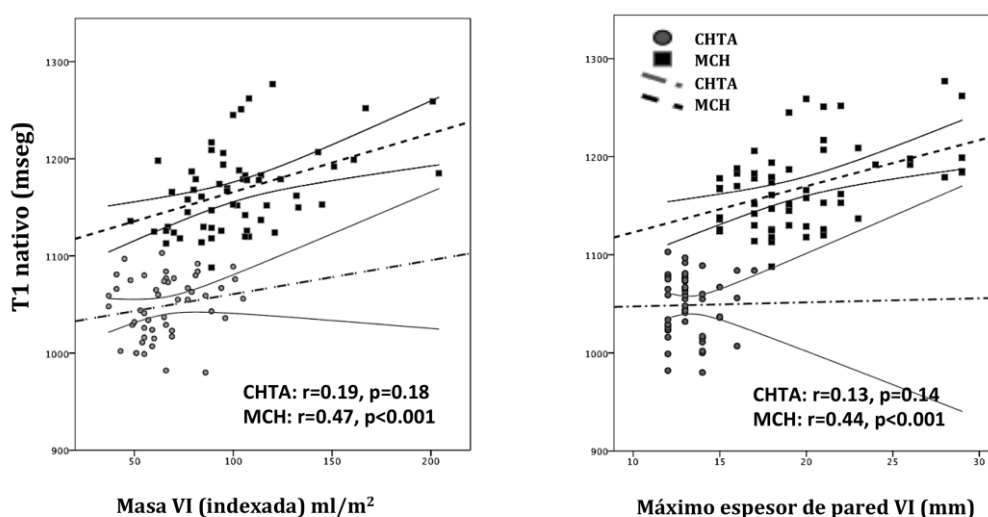 T1 nativo (mseg)
1300
1200
1100
1000
900
50
100
150
200
CHTA: r=0.19, p=0.18
MCH: r=0.47, p<0.001
Masa VI (indexada) ml/m²
CHTA
MCH
CHTA
MCH
1300
1200
1100
1000
900
10
15
20
25
30
CHTA: r=0.13, p=0.14
MCH: r=0.44, p<0.001
Máximo espesor de pared VI (mm)